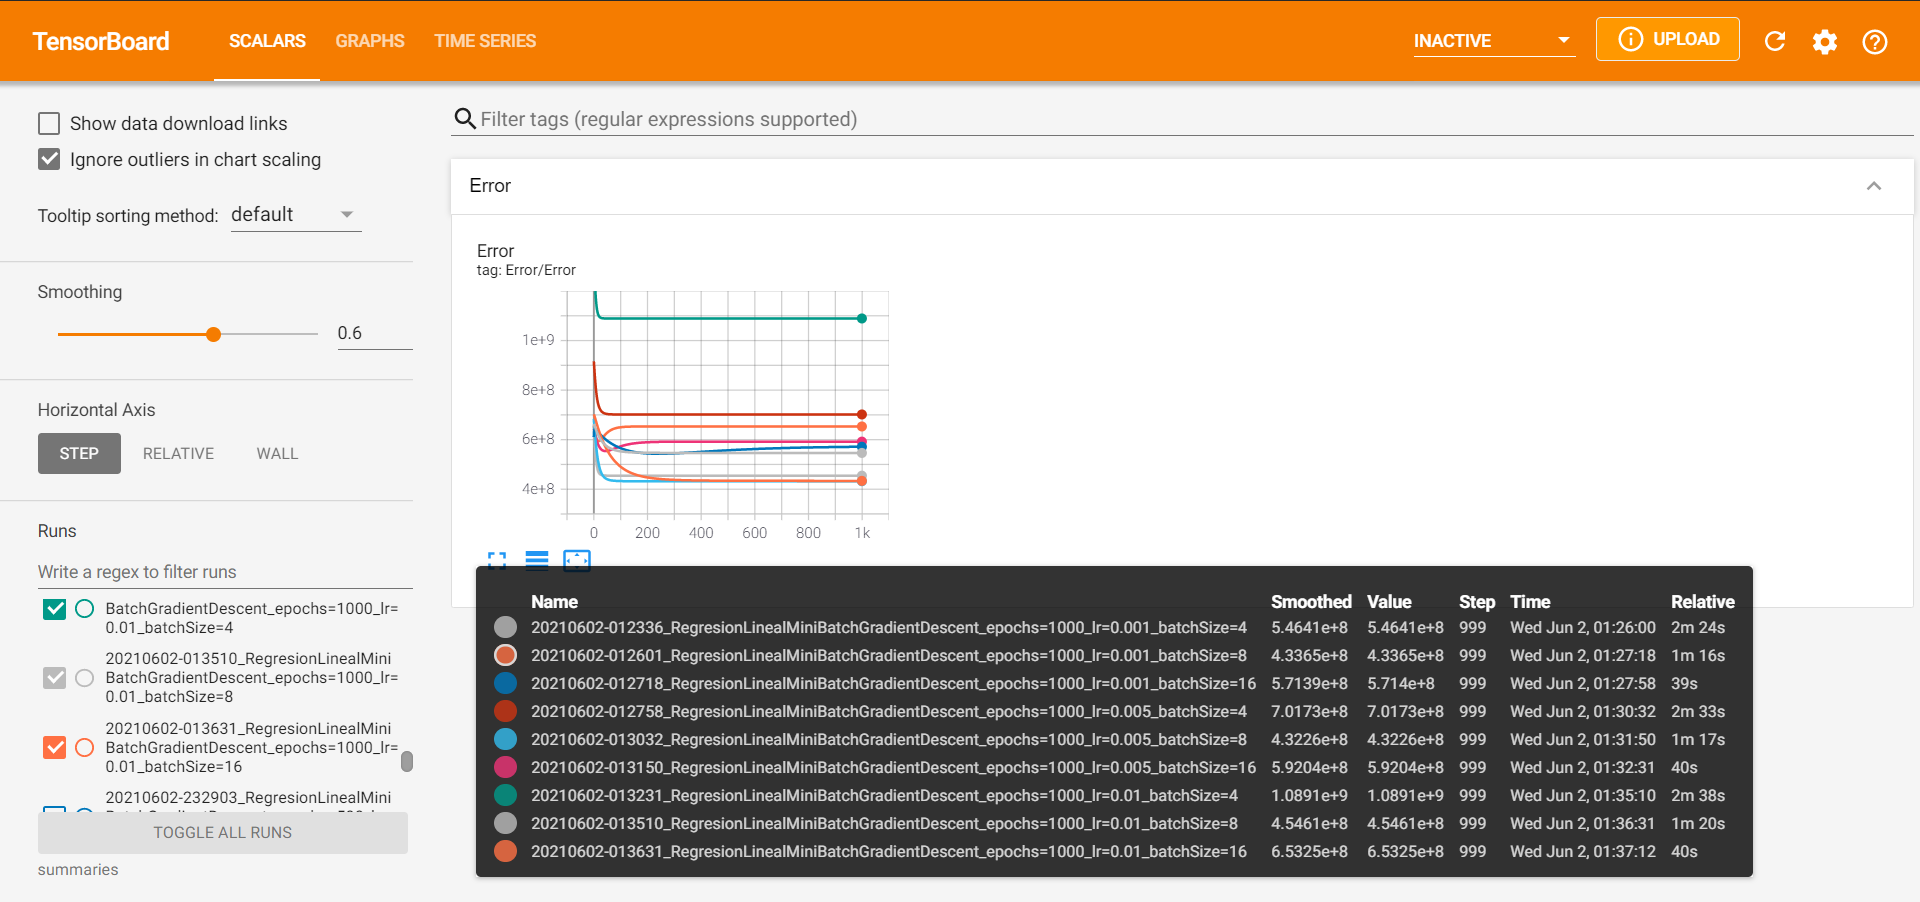 TensorBoard
SCALARS
GRAPHS
TIME SERIES
INACTIVE
UPLOAD
Show data download links
Ignore outliers in chart scaling
Tooltip sorting method: default
Smoothing
0.6
Horizontal Axis
STEP
RELATIVE
WALL
Runs
Write a regex to filter runs
BatchGradientDescent_epochs=1000_lr=
0.01_batchSize=4
20210602-013510_RegresionLinealMini
BatchGradientDescent_epochs=1000_lr=
0.01_batchSize=8
20210602-013631_RegresionLinealMini
BatchGradientDescent_epochs=1000_lr=
0.01_batchSize=16
20210602-232903_RegresionLinealMini
TOGGLE ALL RUNS
summaries
Filter tags (regular expressions supported)
Error
Error
tag: Error/Error
1e+9
8e+8
6e+8
4e+8
0 200 400 600 800 1k
Name Smoothed Value Step Time Relative
20210602-012336_RegresionLinealMiniBatchGradientDescent_epochs=1000_lr=0.001_batchSize=4 5.4641e+8 5.4641e+8 999 Wed Jun 2, 01:26:00 2m 24s
20210602-012601_RegresionLinealMiniBatchGradientDescent_epochs=1000_lr=0.001_batchSize=8 4.3365e+8 4.3365e+8 999 Wed Jun 2, 01:27:18 1m 16s
20210602-012718_RegresionLinealMiniBatchGradientDescent_epochs=1000_lr=0.001_batchSize=16 5.7139e+8 5.714e+8 999 Wed Jun 2, 01:27:58 39s
20210602-012758_RegresionLinealMiniBatchGradientDescent_epochs=1000_lr=0.005_batchSize=4 7.0173e+8 7.0173e+8 999 Wed Jun 2, 01:30:32 2m 33s
20210602-013032_RegresionLinealMiniBatchGradientDescent_epochs=1000_lr=0.005_batchSize=8 4.3226e+8 4.3226e+8 999 Wed Jun 2, 01:31:50 1m 17s
20210602-013150_RegresionLinealMiniBatchGradientDescent_epochs=1000_lr=0.005_batchSize=16 5.9204e+8 5.9204e+8 999 Wed Jun 2, 01:32:31 40s
20210602-013231_RegresionLinealMiniBatchGradientDescent_epochs=1000_lr=0.01_batchSize=4 1.0891e+9 1.0891e+9 999 Wed Jun 2, 01:35:10 2m 38s
20210602-013510_RegresionLinealMiniBatchGradientDescent_epochs=1000_lr=0.01_batchSize=8 4.5461e+8 4.5461e+8 999 Wed Jun 2, 01:36:31 1m 20s
20210602-013631_RegresionLinealMiniBatchGradientDescent_epochs=1000_lr=0.01_batchSize=16 6.5325e+8 6.5325e+8 999 Wed Jun 2, 01:37:12 40s